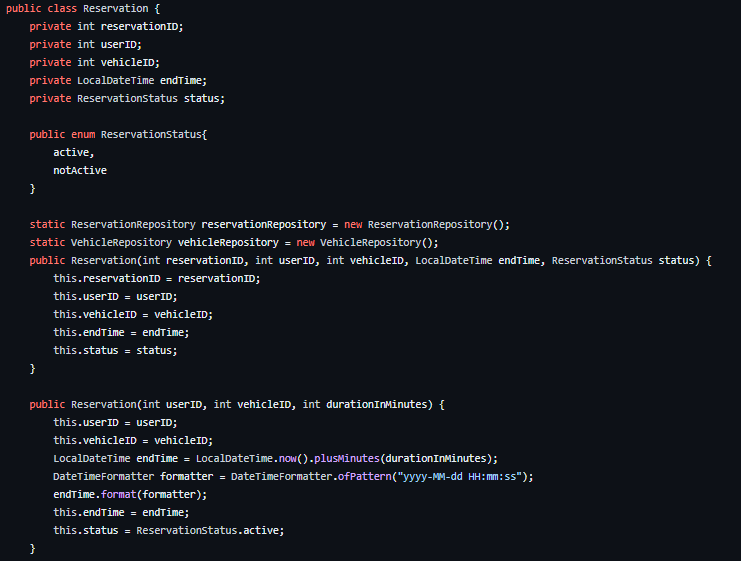 public class Reservation {
    private int reservationID;
    private int userID;
    private int vehicleID;
    private LocalDateTime endTime;
    private ReservationStatus status;

    public enum ReservationStatus{
        active,
        notActive
    }

    static ReservationRepository reservationRepository = new ReservationRepository();
    static VehicleRepository vehicleRepository = new VehicleRepository();
    public Reservation(int reservationID, int userID, int vehicleID, LocalDateTime endTime, ReservationStatus status) {
        this.reservationID = reservationID;
        this.userID = userID;
        this.vehicleID = vehicleID;
        this.endTime = endTime;
        this.status = status;
    }

    public Reservation(int userID, int vehicleID, int durationInMinutes) {
        this.userID = userID;
        this.vehicleID = vehicleID;
        LocalDateTime endTime = LocalDateTime.now().plusMinutes(durationInMinutes);
        DateTimeFormatter formatter = DateTimeFormatter.ofPattern("yyyy-MM-dd HH:mm:ss");
        endTime.format(formatter);
        this.endTime = endTime;
        this.status = ReservationStatus.active;
    }